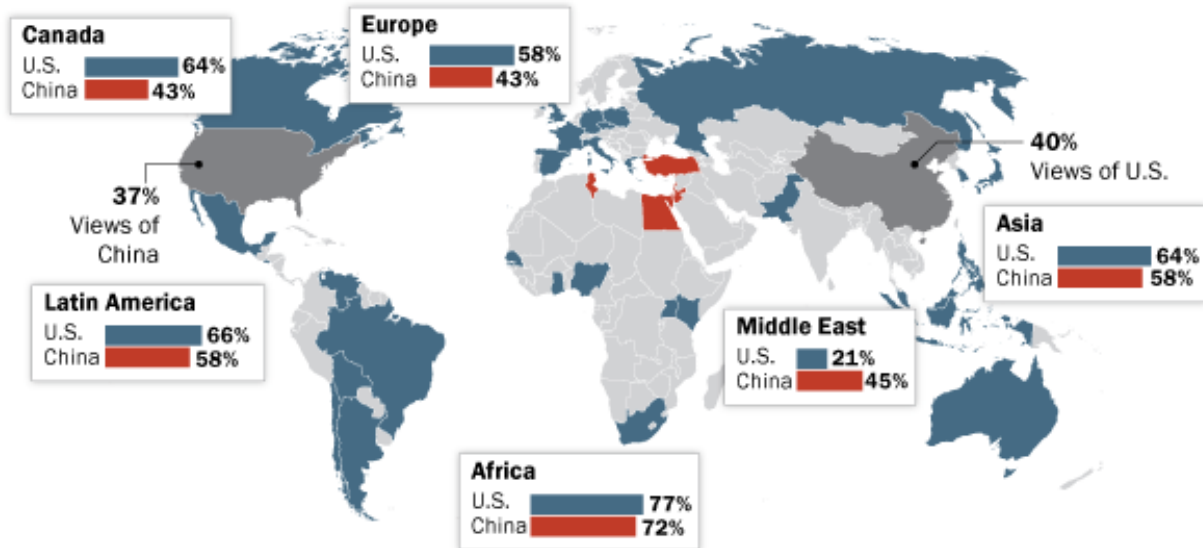 Canada
U.S. 64%
China 43%
Europe
U.S. 58%
China 43%
37%
Views of
China
40%
Views of U.S.
Asia
U.S. 64%
China 58%
Latin America
U.S. 66%
China 58%
Middle East
U.S. 21%
China 45%
Africa
U.S. 77%
China 72%